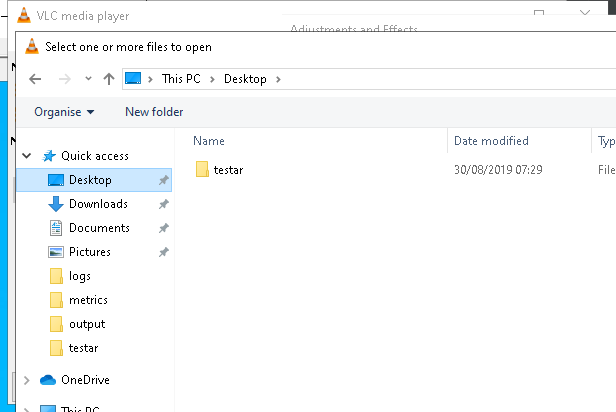 VLC media player
Adjustments and Effects
Select one or more files to open
This PC > Desktop >
Organise
New folder
Name
Date modified
Typ
Quick access
Desktop
Downloads
Documents
Pictures
logs
metrics
output
testar
OneDrive
This PC
testar
30/08/2019 07:29
File